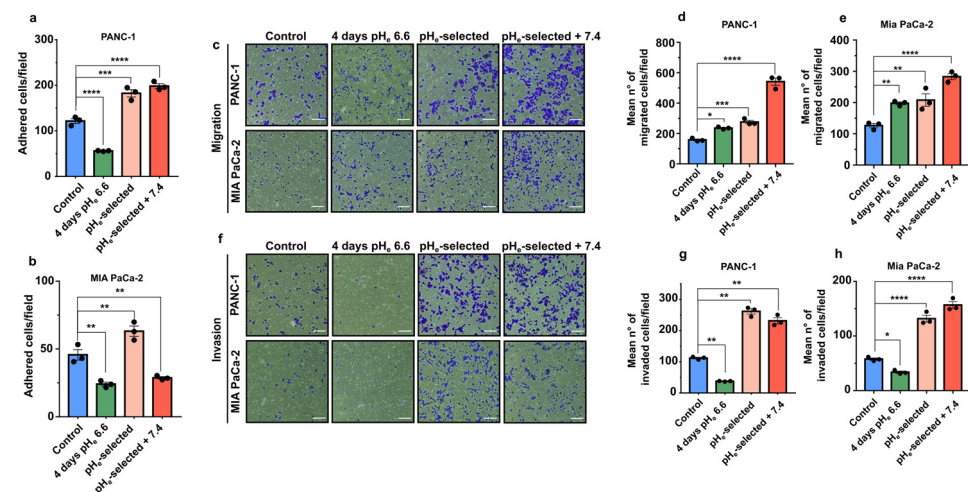 a
PANC-1
Adhered cells/field
300
200
100
0
****
***
****
Control
4 days pHe 6.6
pHe-selected
pHe-selected + 7.4
b
MIA PaCa-2
Adhered cells/field
100
50
0
**
**
**
Control
4 days pHe 6.6
pHe-selected
pHe-selected + 7.4
c
Control
4 days pHe 6.6
pHe-selected
pHe-selected + 7.4
Migration
PANC-1
MIA PaCa-2
f
Control
4 days pHe 6.6
pHe-selected
pHe-selected + 7.4
Invasion
PANC-1
MIA PaCa-2
d
PANC-1
Mean n° of
migrated cells/field
800
600
400
200
0
****
***
*
Control
4 days pHe 6.6
pHe-selected
pHe-selected + 7.4
e
Mia PaCa-2
Mean n° of
migrated cells/field
400
300
200
100
0
****
**
**
Control
4 days pHe 6.6
pHe-selected
pHe-selected + 7.4
g
PANC-1
Mean n° of
invaded cells/field
400
300
200
100
0
**
**
**
Control
4 days pHe 6.6
pHe-selected
pHe-selected + 7.4
h
Mia PaCa-2
Mean n° of
invaded cells/field
200
150
100
50
0
****
****
*
Control
4 days pHe 6.6
pHe-selected
pHe-selected + 7.4